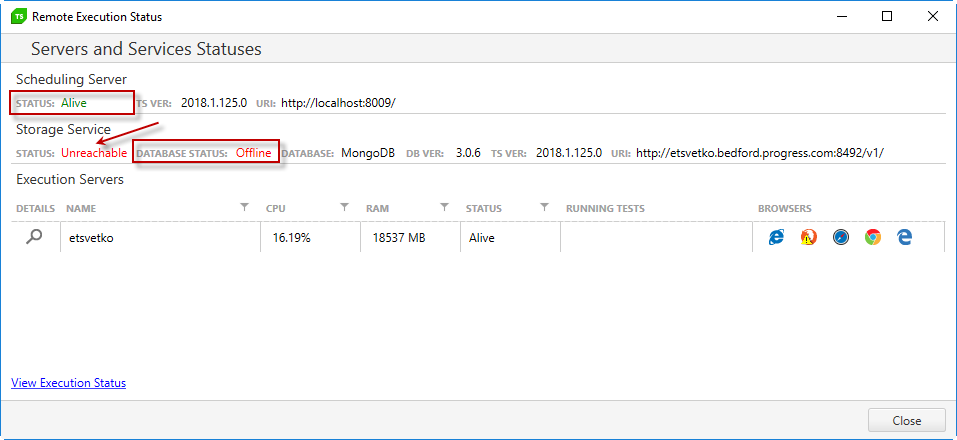 TS Remote Execution Status
Servers and Services Statuses
Scheduling Server
STATUS: Alive TS VER: 2018.1.125.0 URI: http://localhost:8009/
Storage Service
STATUS: Unreachable DATABASE STATUS: Offline DATABASE: MongoDB DB VER: 3.0.6 TS VER: 2018.1.125.0 URI: http://etsvetko.bedford.progress.com:8492/v1/
Execution Servers
DETAILS NAME CPU RAM STATUS RUNNING TESTS BROWSERS
etsvetko 16.19% 18537 MB Alive
View Execution Status
Close